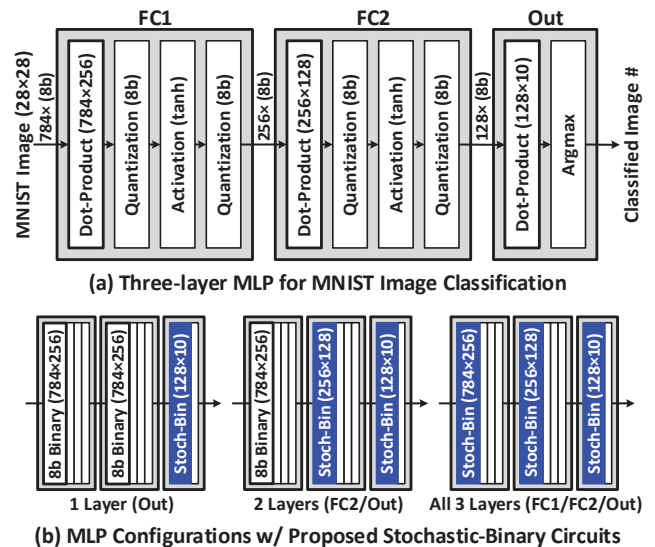 FC1
FC2
Out
MNIST Image (28×28)
784× (8b)
Dot-Product (784×256)
Quantization (8b)
Activation (tanh)
Quantization (8b)
256× (8b)
Dot-Product (256×128)
Quantization (8b)
Activation (tanh)
Quantization (8b)
128× (8b)
Dot-Product (128×10)
Argmax
Classified Image #
(a) Three-layer MLP for MNIST Image Classification
8b Binary (784×256)
8b Binary (784×256)
Stoch-Bin (128×10)
8b Binary (784×256)
Stoch-Bin (256×128)
Stoch-Bin (128×10)
Stoch-Bin (784×256)
Stoch-Bin (256×128)
Stoch-Bin (128×10)
1 Layer (Out)
2 Layers (FC2/Out)
All 3 Layers (FC1/FC2/Out)
(b) MLP Configurations w/ Proposed Stochastic-Binary Circuits